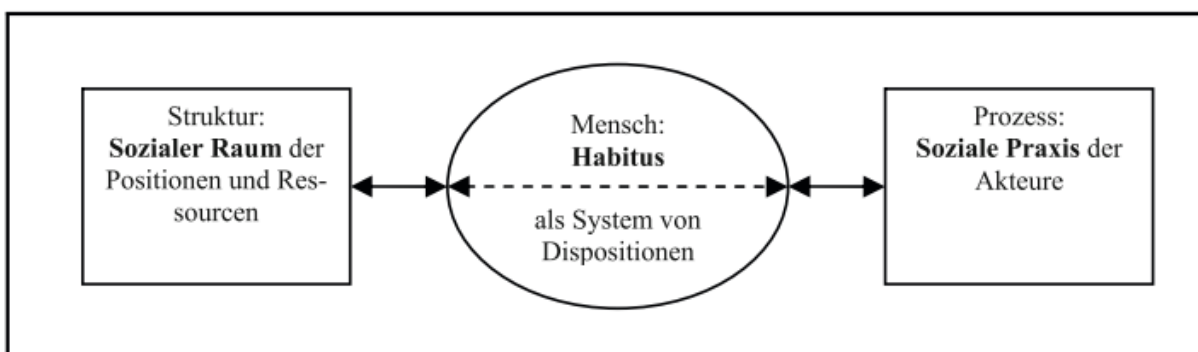 Struktur:
Sozialer Raum der
Positionen und Res-
sourcen
Mensch:
Habitus
als System von
Dispositionen
Prozess:
Soziale Praxis der
Akteure